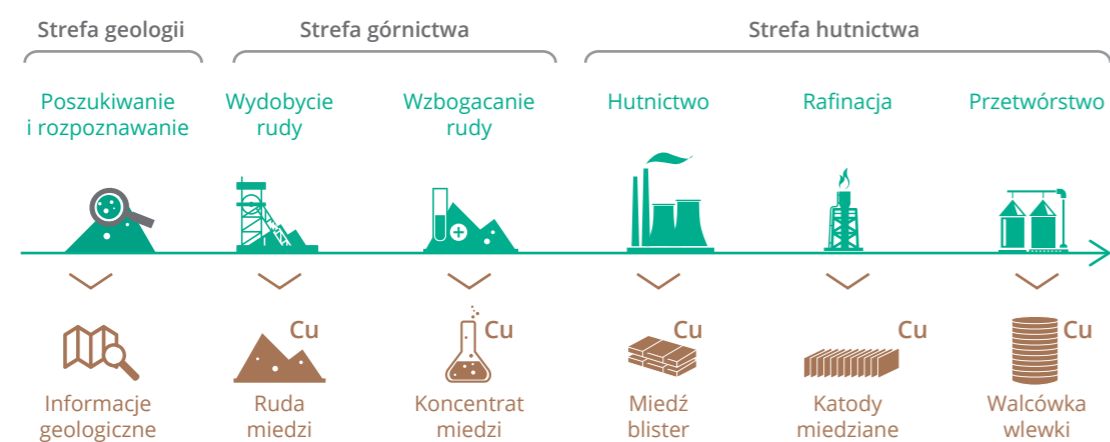 Strefa geologii
Strefa górnictwa
Strefa hutnictwa
Poszukiwanie
i rozpoznawanie
Wydobycie
rudy
Wzbogacanie
rudy
Hutnictwo
Rafinacja
Przetwórstwo
Cu
Cu
Cu
Cu
Cu
Informacje
geologiczne
Ruda
miedzi
Koncentrat
miedzi
Miedź
blister
Katody
miedziane
Walcówka
wlewki